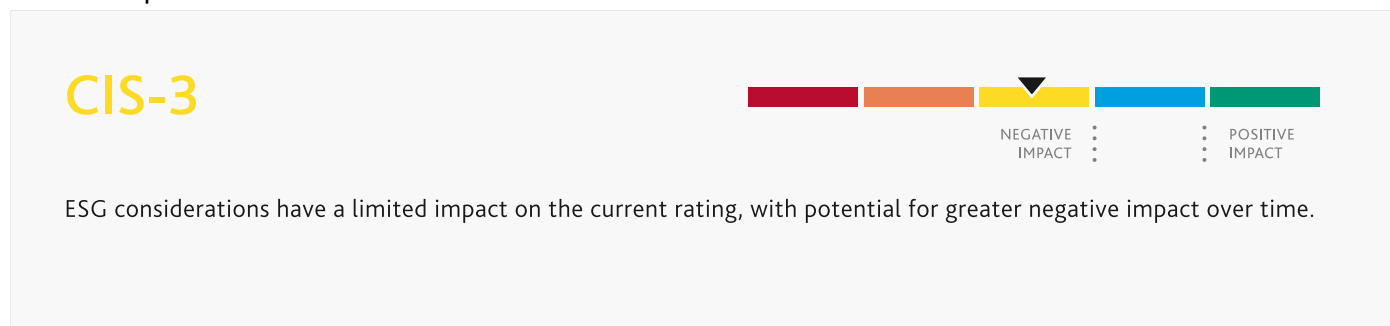 CIS-3
NEGATIVE
IMPACT
POSITIVE
IMPACT
ESG considerations have a limited impact on the current rating, with potential for greater negative impact over time.